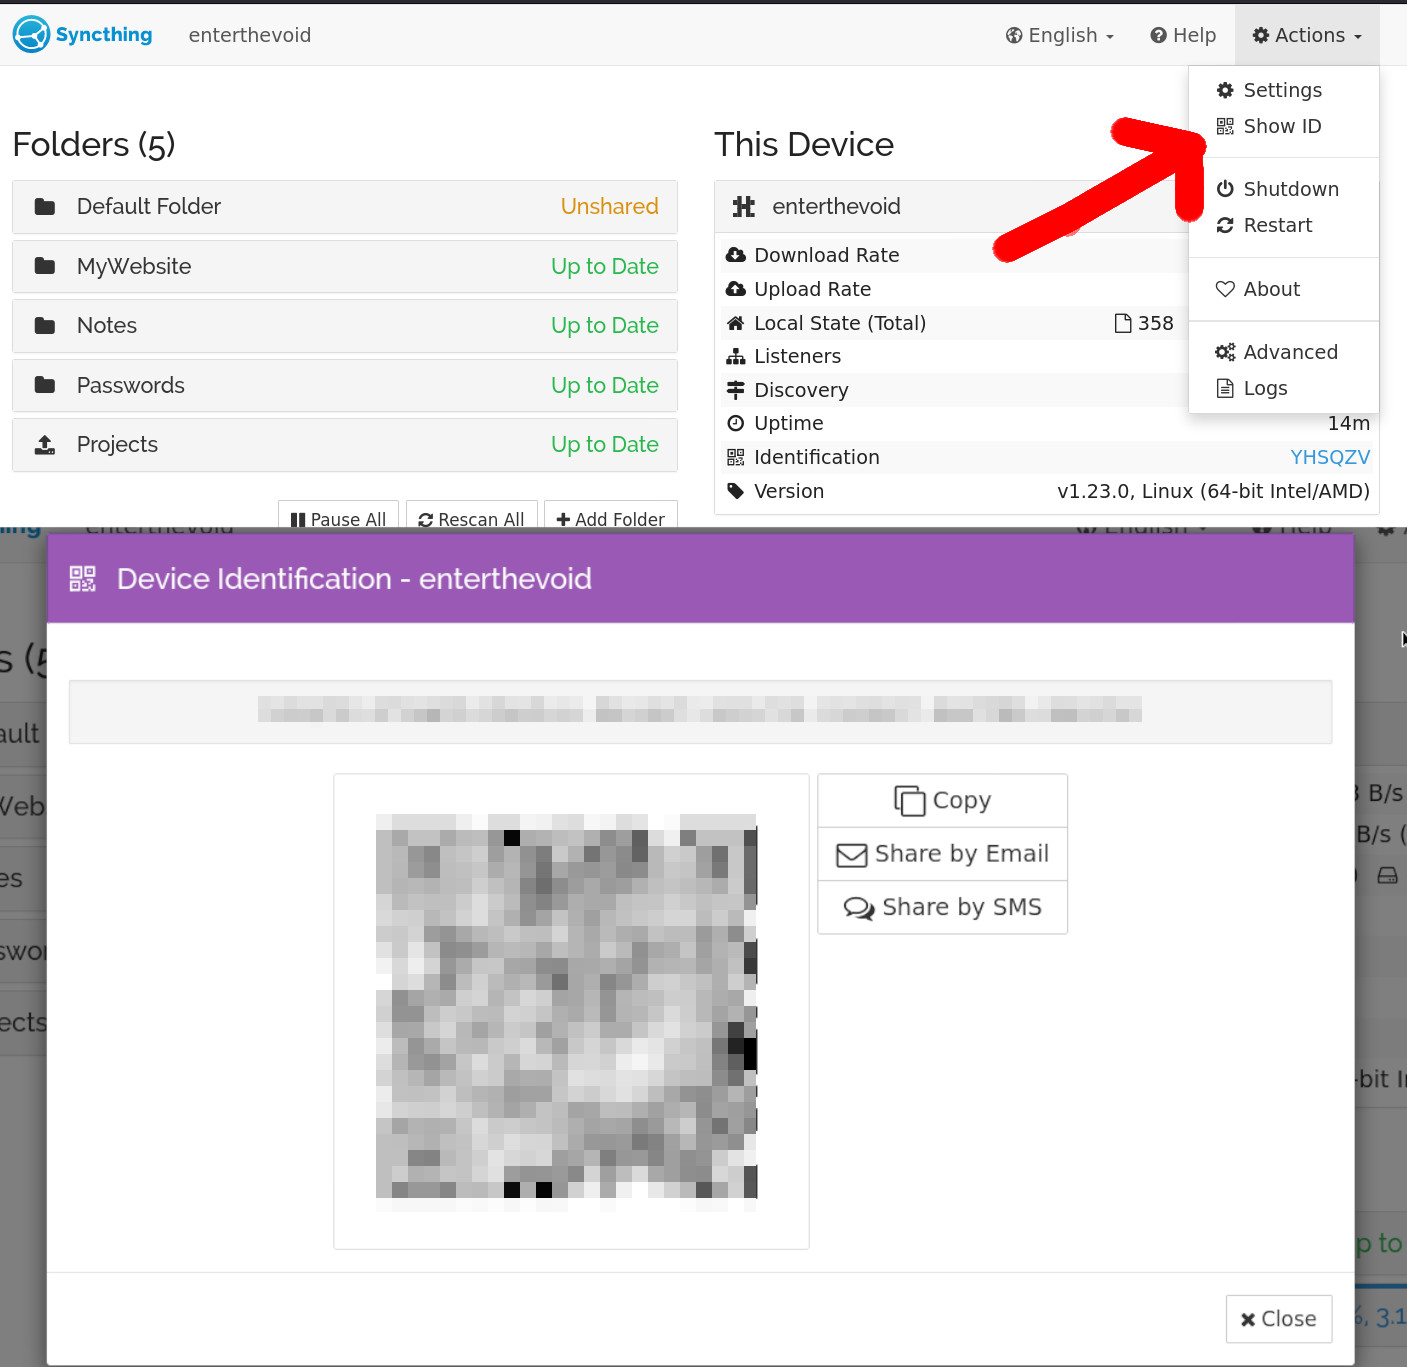 Syncthing enterthevoid English Help Actions
Settings
Show ID
Shutdown
Restart
About
Advanced
Logs
Folders (5)
Default Folder Unshared
MyWebsite Up to Date
Notes Up to Date
Passwords Up to Date
Projects Up to Date
Pause All Rescan All Add Folder
This Device
enterthevoid
Download Rate
Upload Rate
Local State (Total) 358
Listeners
Discovery
Uptime 14m
Identification YHSQZV
Version v1.23.0, Linux (64-bit Intel/AMD)
Device Identification - enterthevoid
Copy
Share by Email
Share by SMS
Close